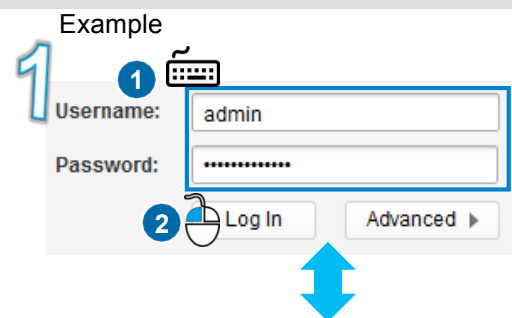 Example
1
1
Username:
admin
Password:
•••••••••••••
2
Log In
Advanced